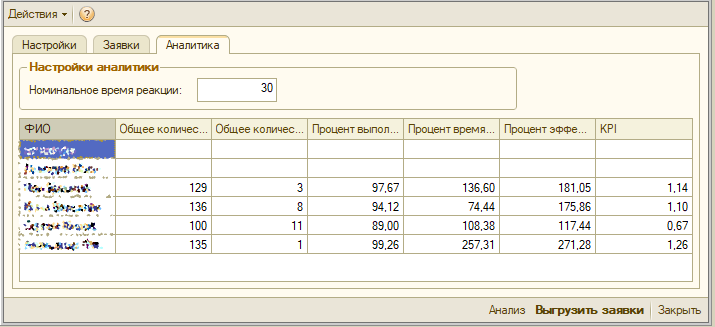 Действия ?
Настройки Заявки Аналитика
Настройки аналитики
Номинальное время реакции: 30
ФИО Общее количес... Общее количес... Процент выпол... Процент время... Процент эффе... KPI
129 3 97,67 136,60 181,05 1,14
136 8 94,12 74,44 175,86 1,10
100 11 89,00 108,38 117,44 0,67
135 1 99,26 257,31 271,28 1,26
Анализ Выгрузить заявки Закрыть